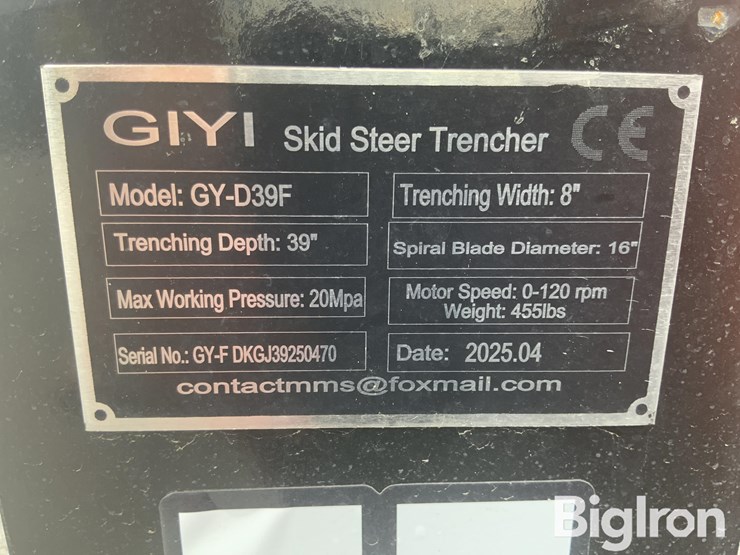 GIYI Skid Steer Trencher CE
Model: GY-D39F
Trenching Width: 8"
Trenching Depth: 39"
Spiral Blade Diameter: 16"
Max Working Pressure: 20Mpa
Motor Speed: 0-120 rpm
Weight: 455lbs
Serial No.: GY-F DKGJ39250470
Date: 2025.04
contactmms@foxmail.com
BigIron